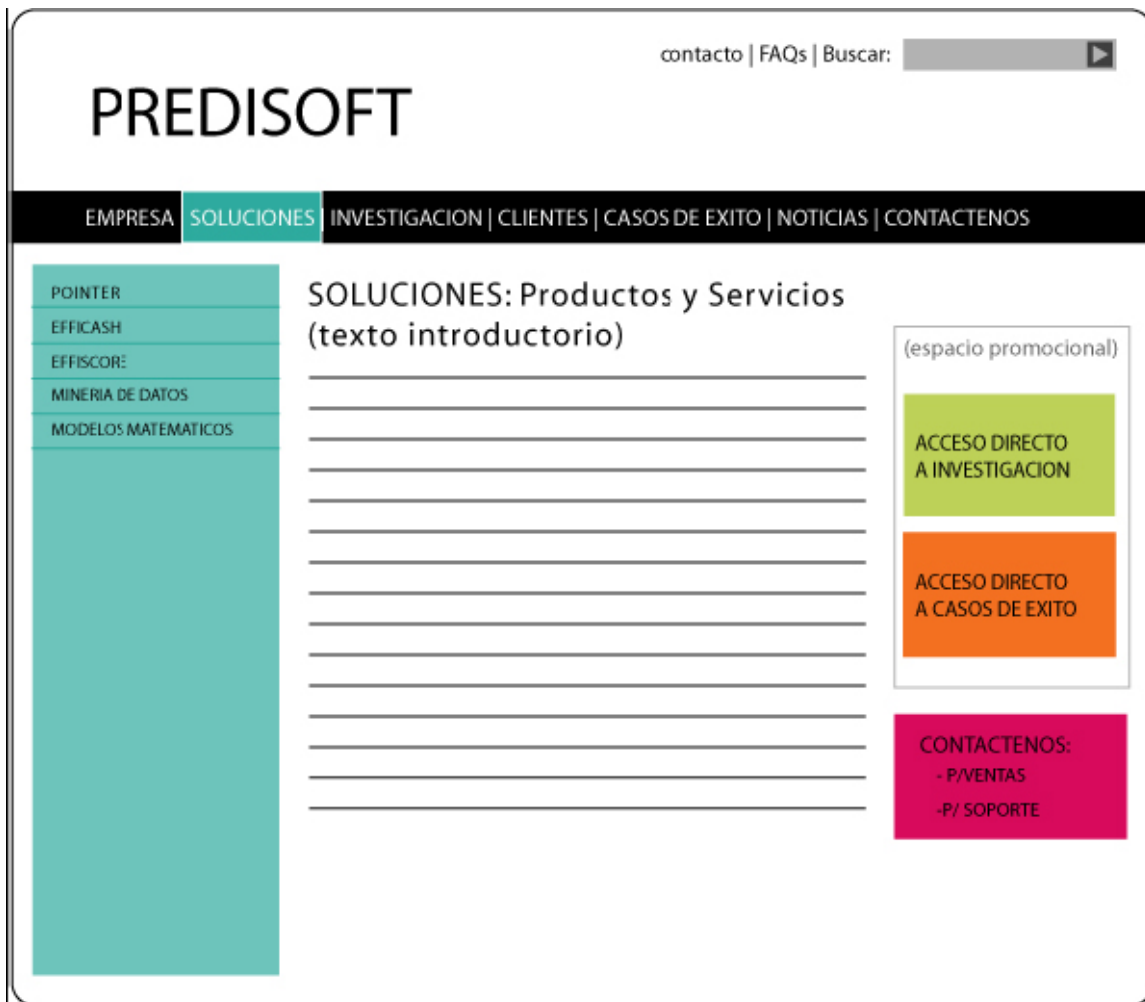 contacto | FAQs | Buscar:
PREDISOFT
EMPRESA | SOLUCIONES | INVESTIGACION | CLIENTES | CASOS DE EXITO | NOTICIAS | CONTACTENOS
POINTER
EFFICASH
EFFISCORE
MINERIA DE DATOS
MODELOS MATEMATICOS
SOLUCIONES: Productos y Servicios
(texto introductorio)
(espacio promocional)
ACCESO DIRECTO
A INVESTIGACION
ACCESO DIRECTO
A CASOS DE EXITO
CONTACTENOS:
- P/VENTAS
-P/ SOPORTE